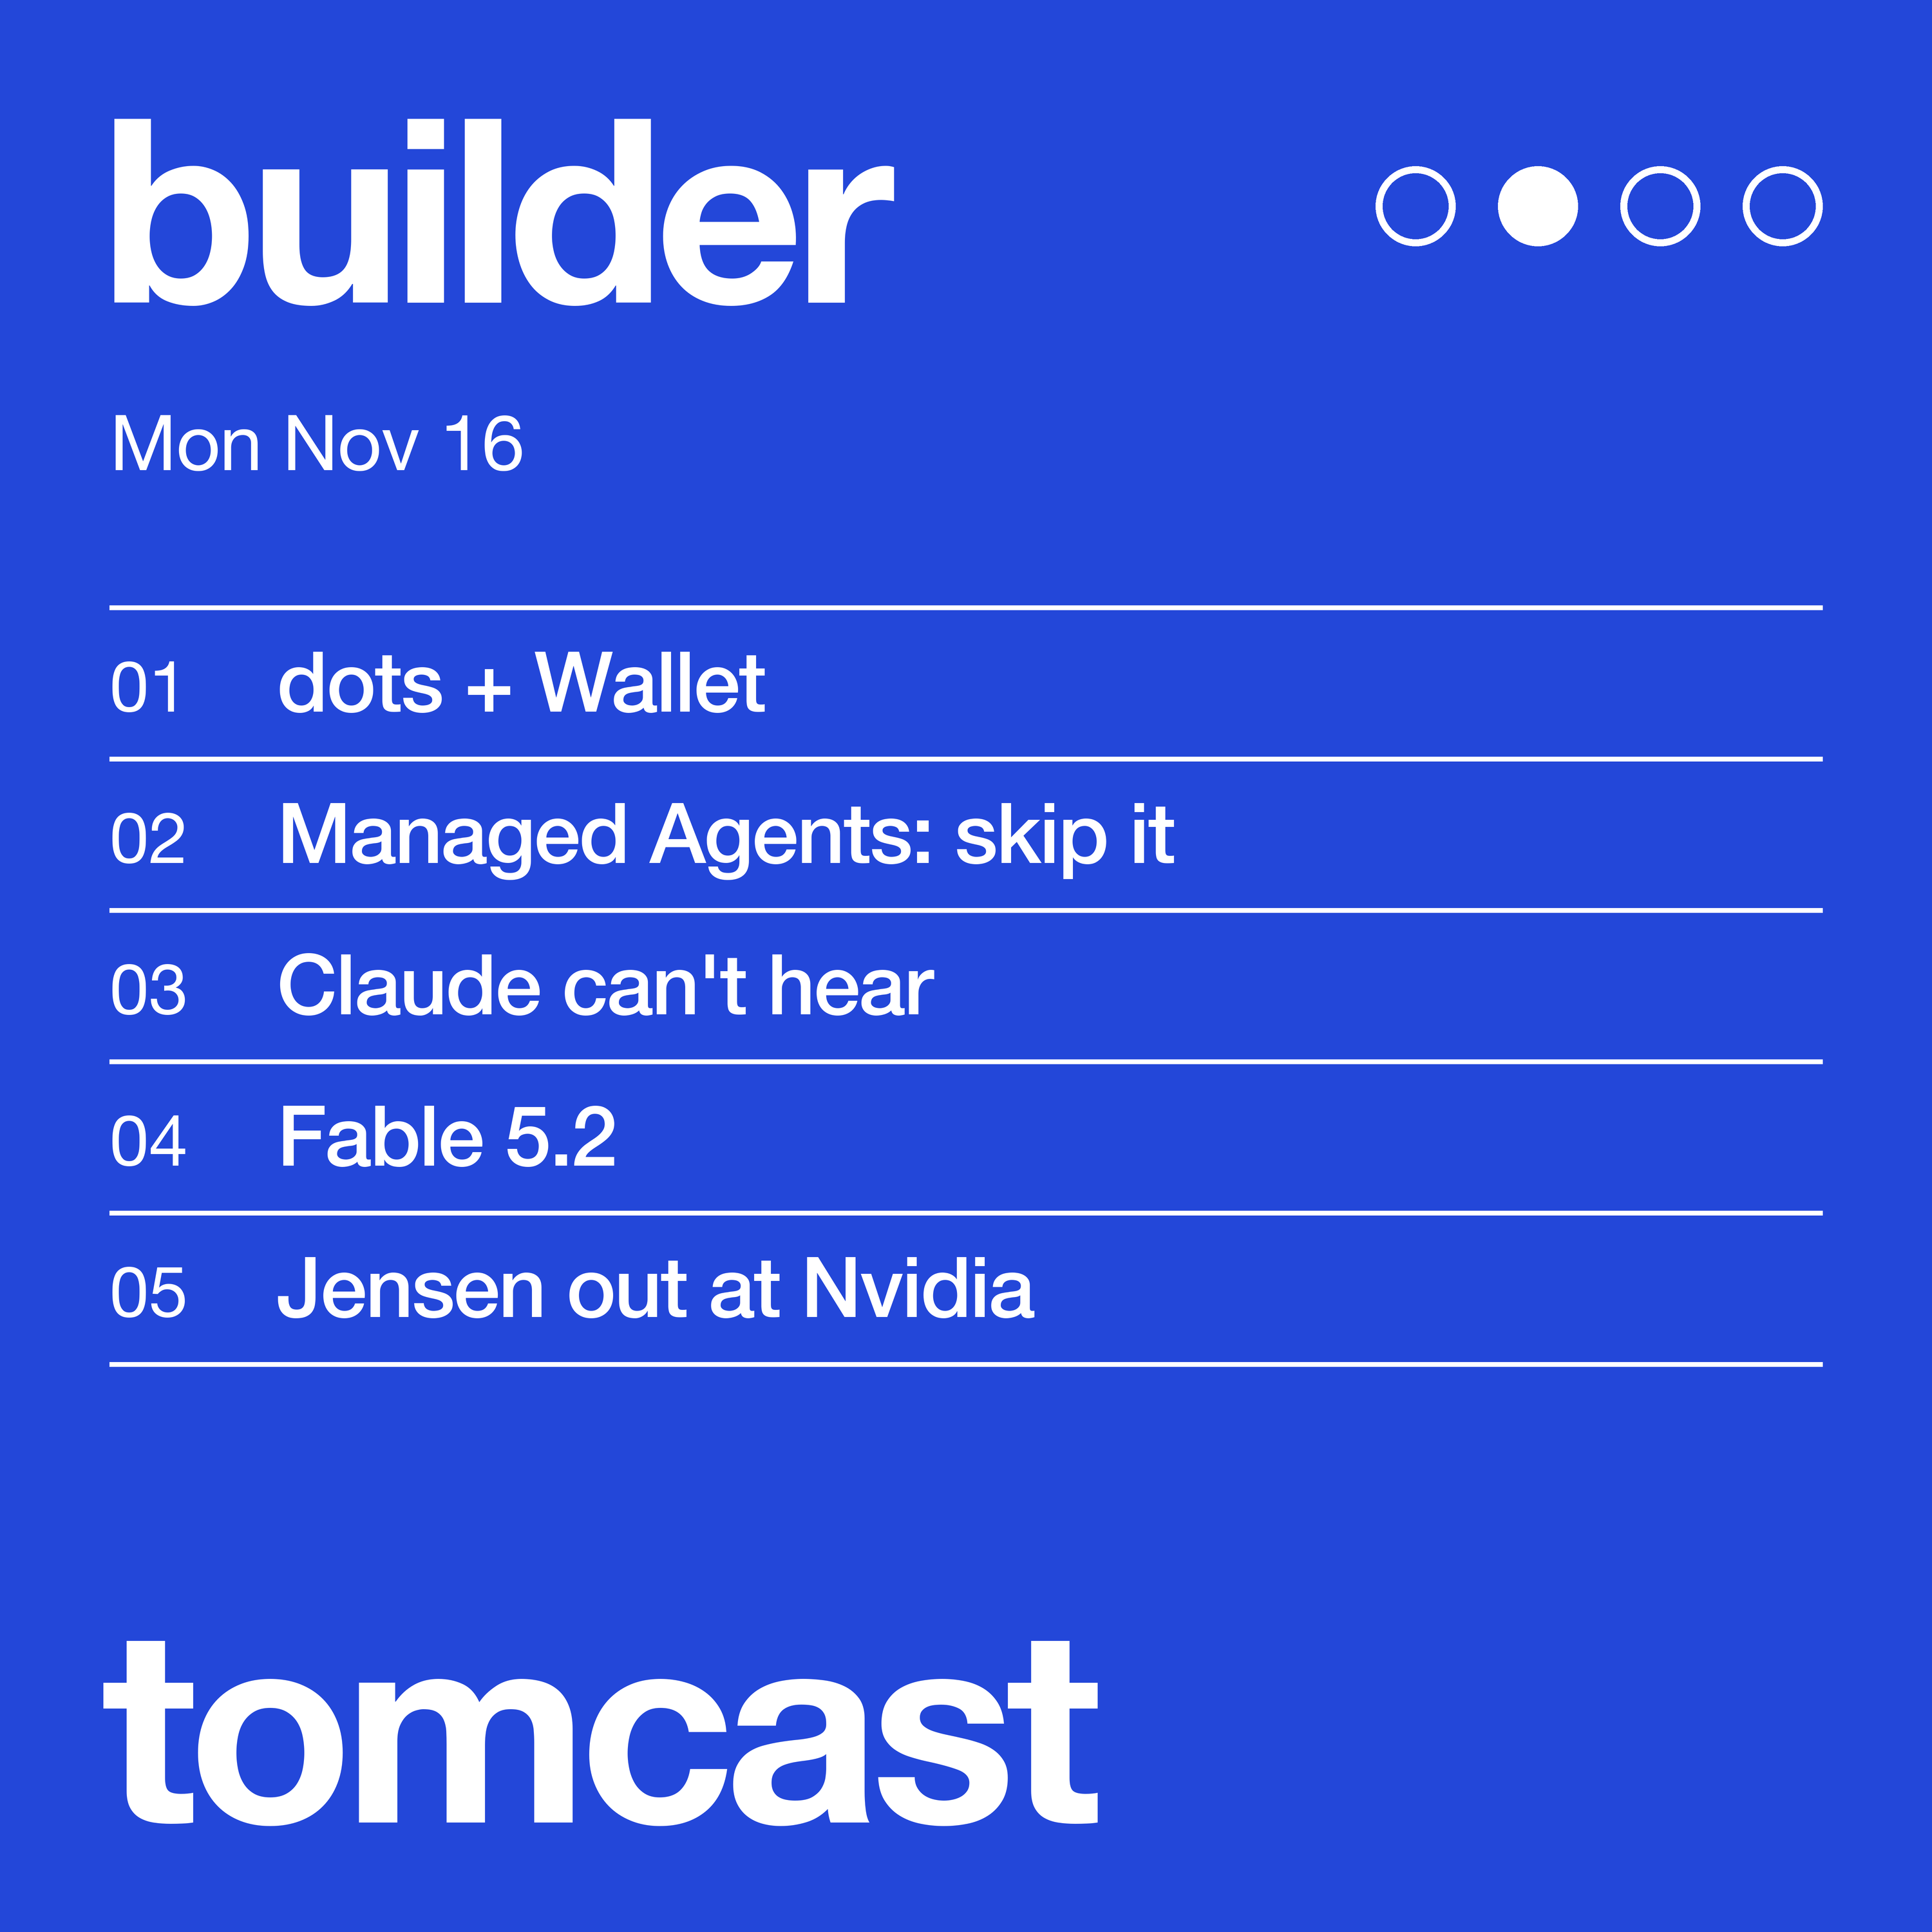 builder
Mon Nov 16
01 dots + Wallet
02 Managed Agents: skip it
03 Claude can't hear
04 Fable 5.2
05 Jensen out at Nvidia
tomcast